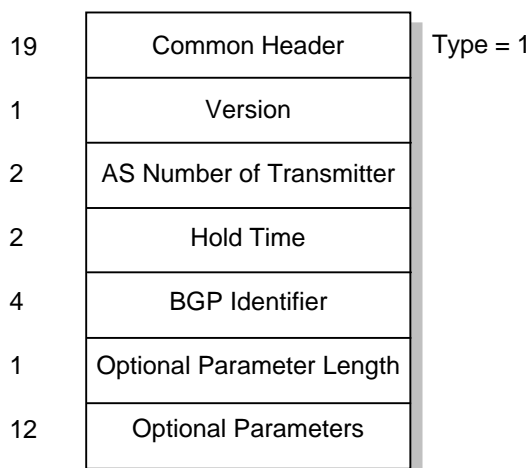 19 Common Header Type = 1
1 Version
2 AS Number of Transmitter
2 Hold Time
4 BGP Identifier
1 Optional Parameter Length
12 Optional Parameters